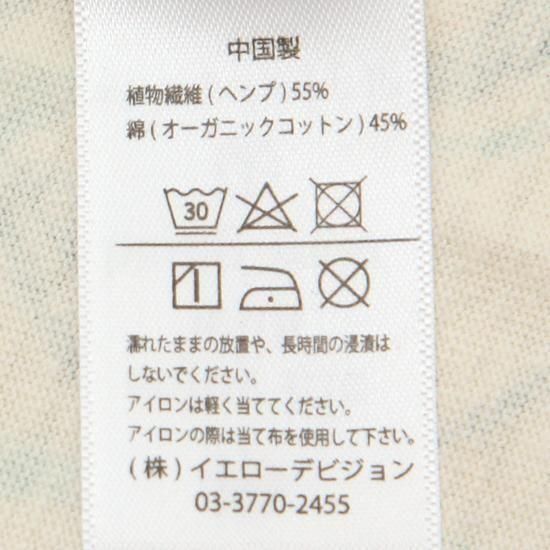 中国製
植物繊維(ヘンプ)55%
綿(オーガニックコットン)45%
30
濡れたままの放置や、長時間の浸漬は
しないでください。
アイロンは軽く当ててください。
アイロンの際は当て布を使用して下さい。
(株)イエローデビジョン
03-3770-2455